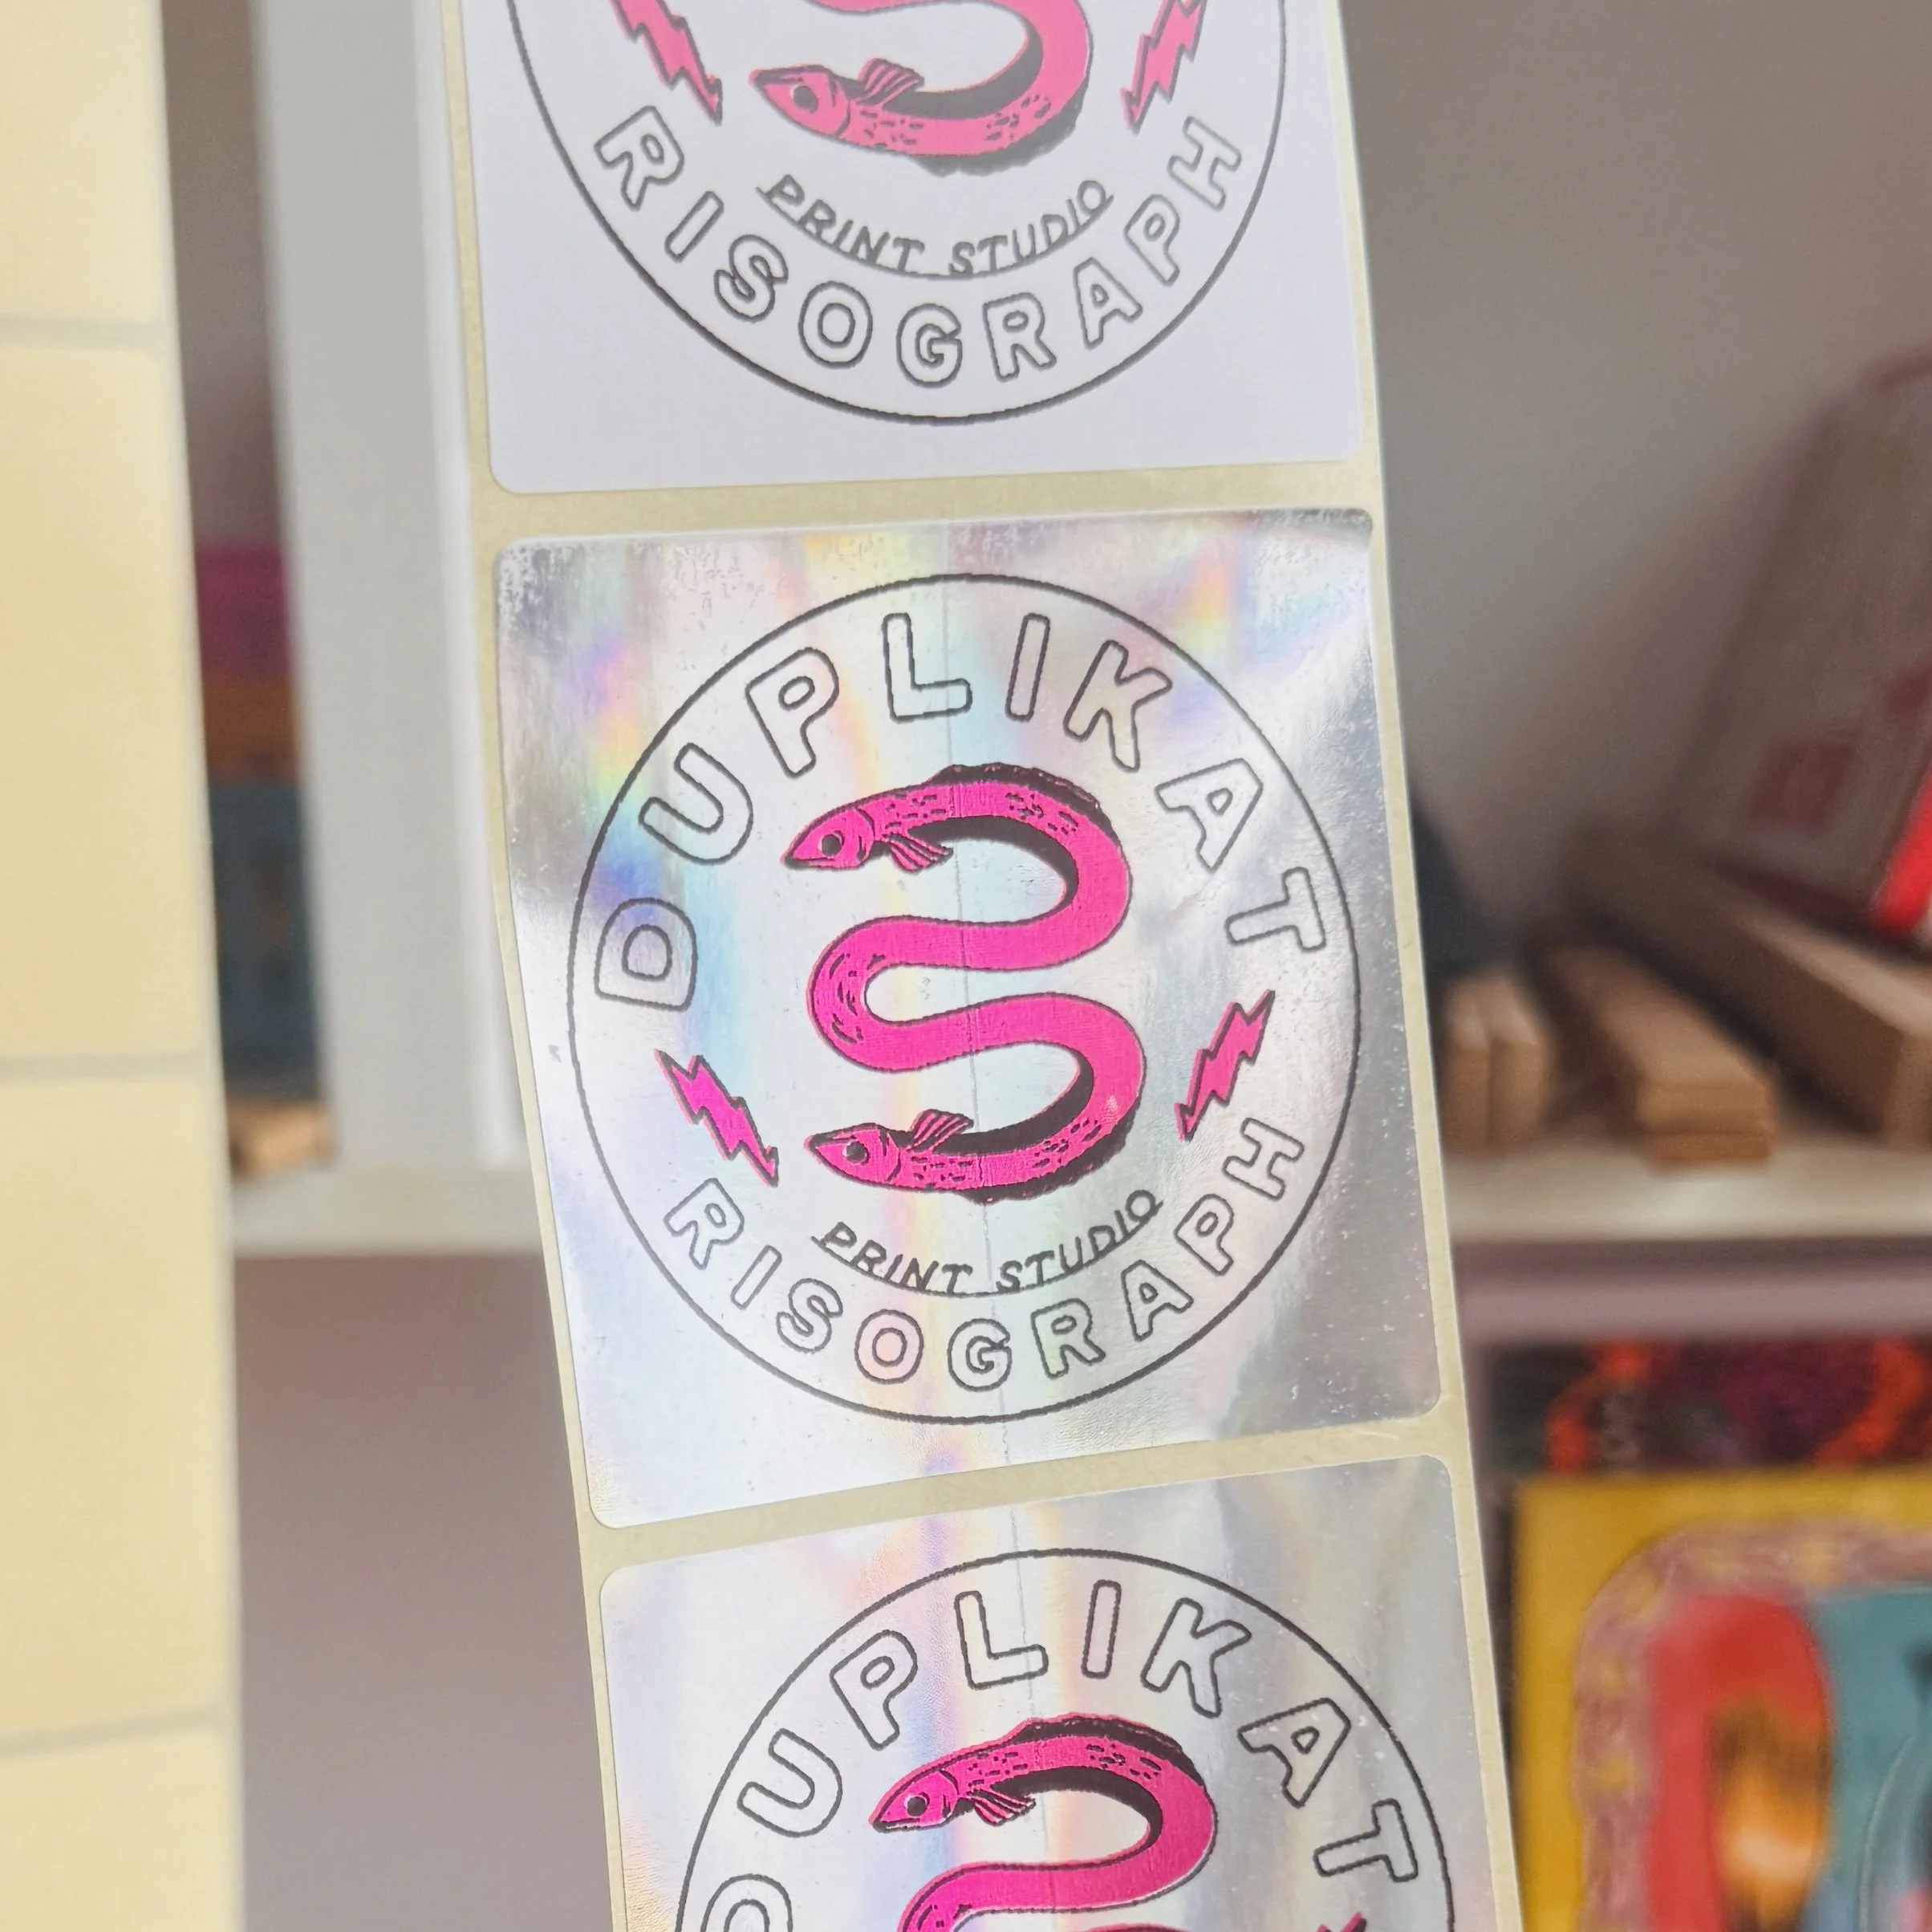 PRINT STUDIO
RISOGRAPH
DUPLIKAT
PRINT STUDIO
RISOGRAPH
DUPLIKAT